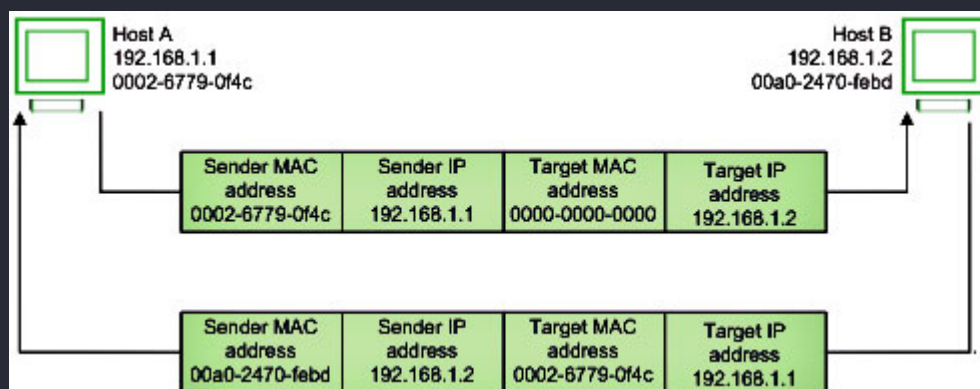 Host A
192.168.1.1
0002-6779-0f4c
Host B
192.168.1.2
00a0-2470-febd
Sender MAC
address
0002-6779-0f4c
Sender IP
address
192.168.1.1
Target MAC
address
0000-0000-0000
Target IP
address
192.168.1.2
Sender MAC
address
00a0-2470-febd
Sender IP
address
192.168.1.2
Target MAC
address
0002-6779-0f4c
Target IP
address
192.168.1.1